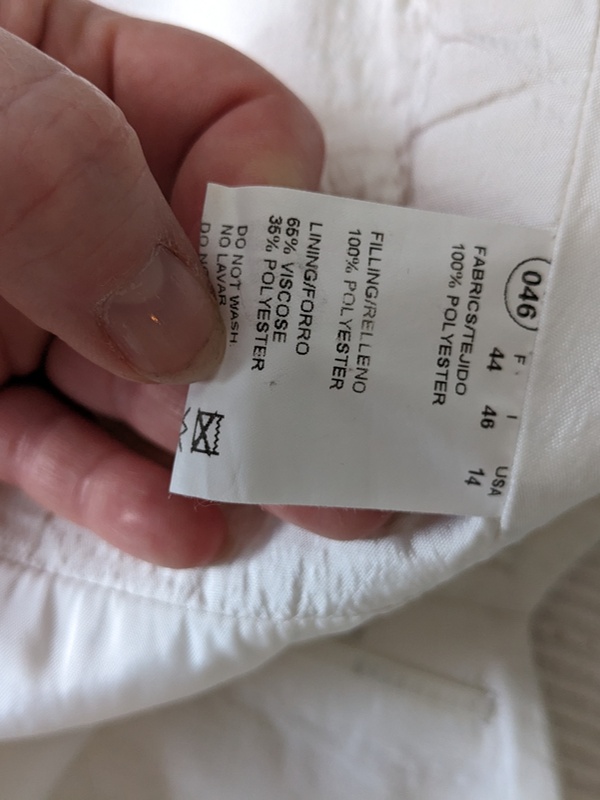 046
F. I USA
44 46 14
FABRICS/TEJIDO
100% POLYESTER
FILLING/RELLENO
100% POLYESTER
LINING/FORRO
65% VISCOSE
35% POLYESTER
DO NOT WASH.
NO LAVAR
DO